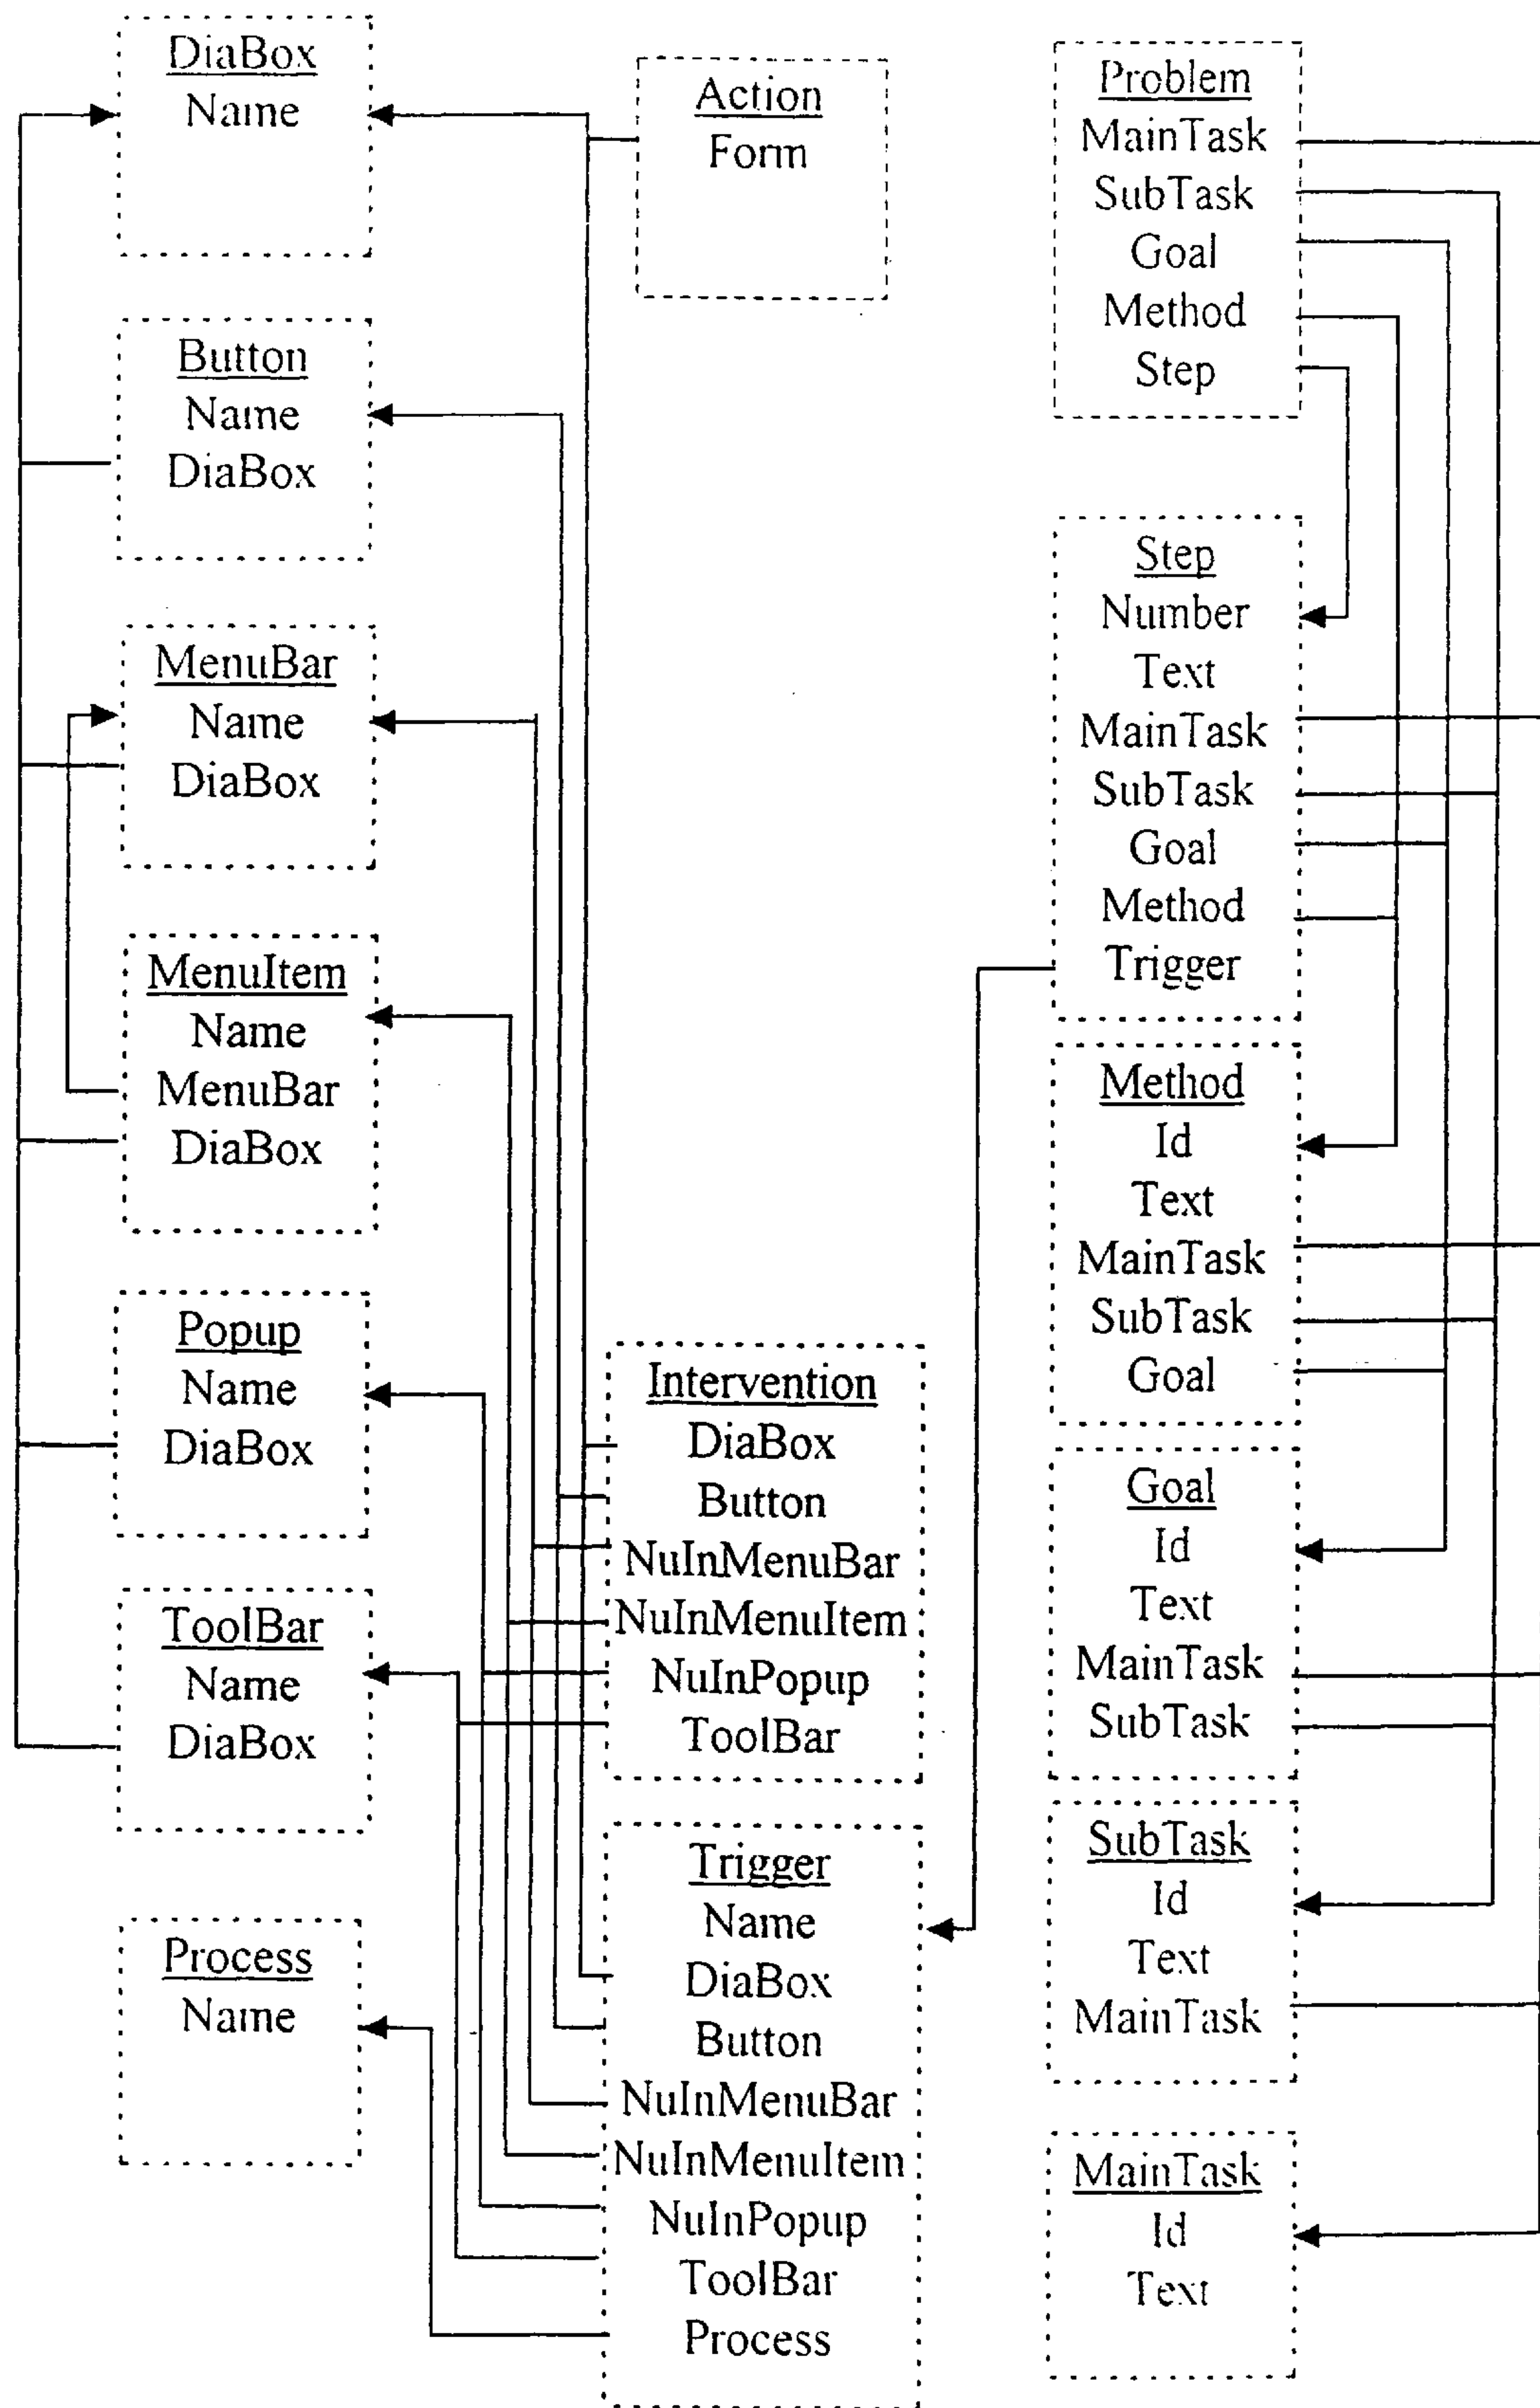 DiaBox
Name
Button
Name
DiaBox
MenuBar
Name
DiaBox
MenuItem
Name
MenuBar
DiaBox
Popup
Name
DiaBox
ToolBar
Name
DiaBox
Process
Name
Action
Form
Intervention
DiaBox
Button
NuInMenuBar
NuInMenuItem
NuInPopup
ToolBar
Trigger
Name
DiaBox
Button
NuInMenuBar
NuInMenuItem
NuInPopup
ToolBar
Process
Problem
MainTask
SubTask
Goal
Method
Step
Step
Number
Text
MainTask
SubTask
Goal
Method
Trigger
Method
Id
Text
MainTask
SubTask
Goal
Goal
Id
Text
MainTask
SubTask
SubTask
Id
Text
MainTask
MainTask
Id
Text